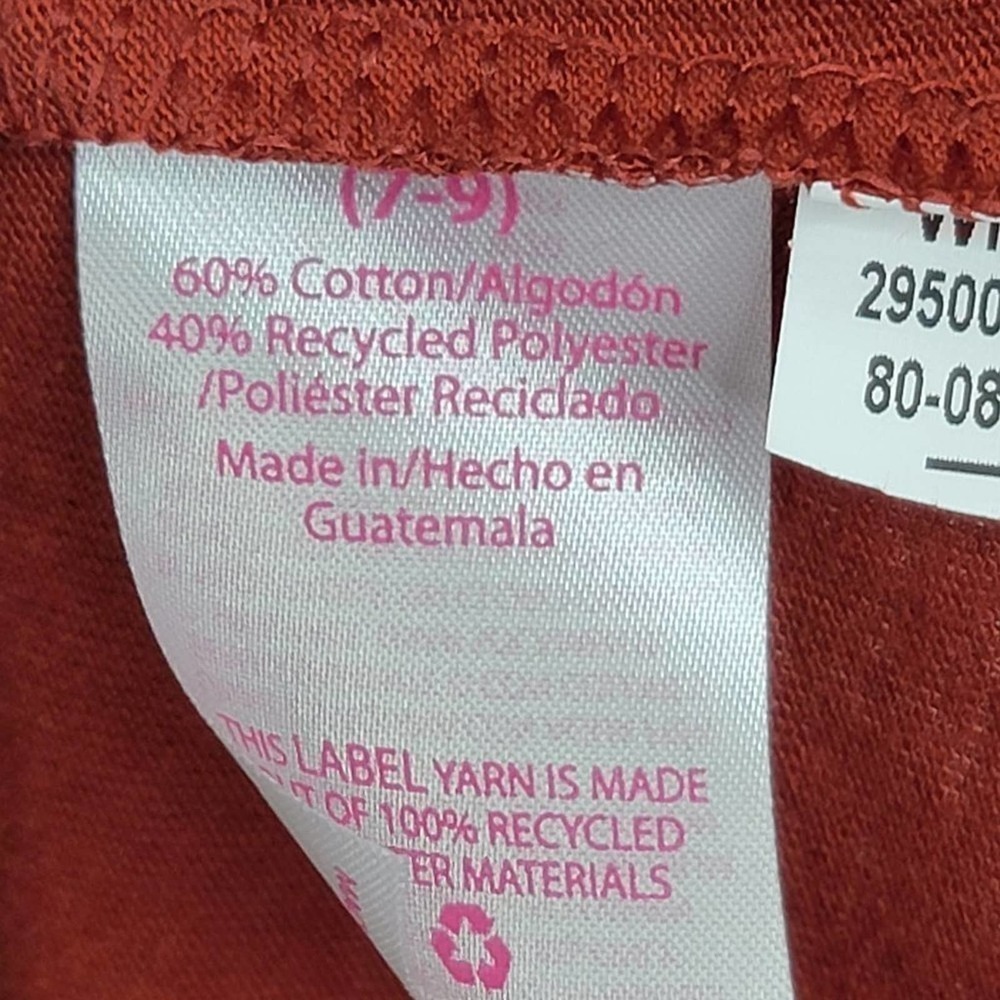 (7-9)
60% Cotton/Algodón
40% Recycled Polyester
/Poliéster Reciclado
Made in/Hecho en
Guatemala
THIS LABEL YARN IS MADE
OF 100% RECYCLED
MATERIALS
29500
80-08